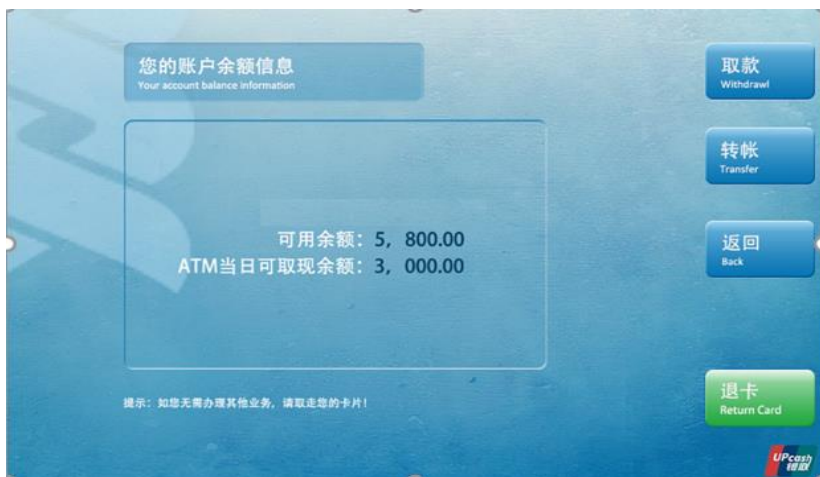 您的账户余额信息
Your account balance information
取款
Withdrawl
转帐
Transfer
可用余额：5，800.00
ATM当日可取现余额：3，000.00
返回
Back
提示：如您无需办理其他业务，请取走您的卡片！
退卡
Return Card
UPcash
银联